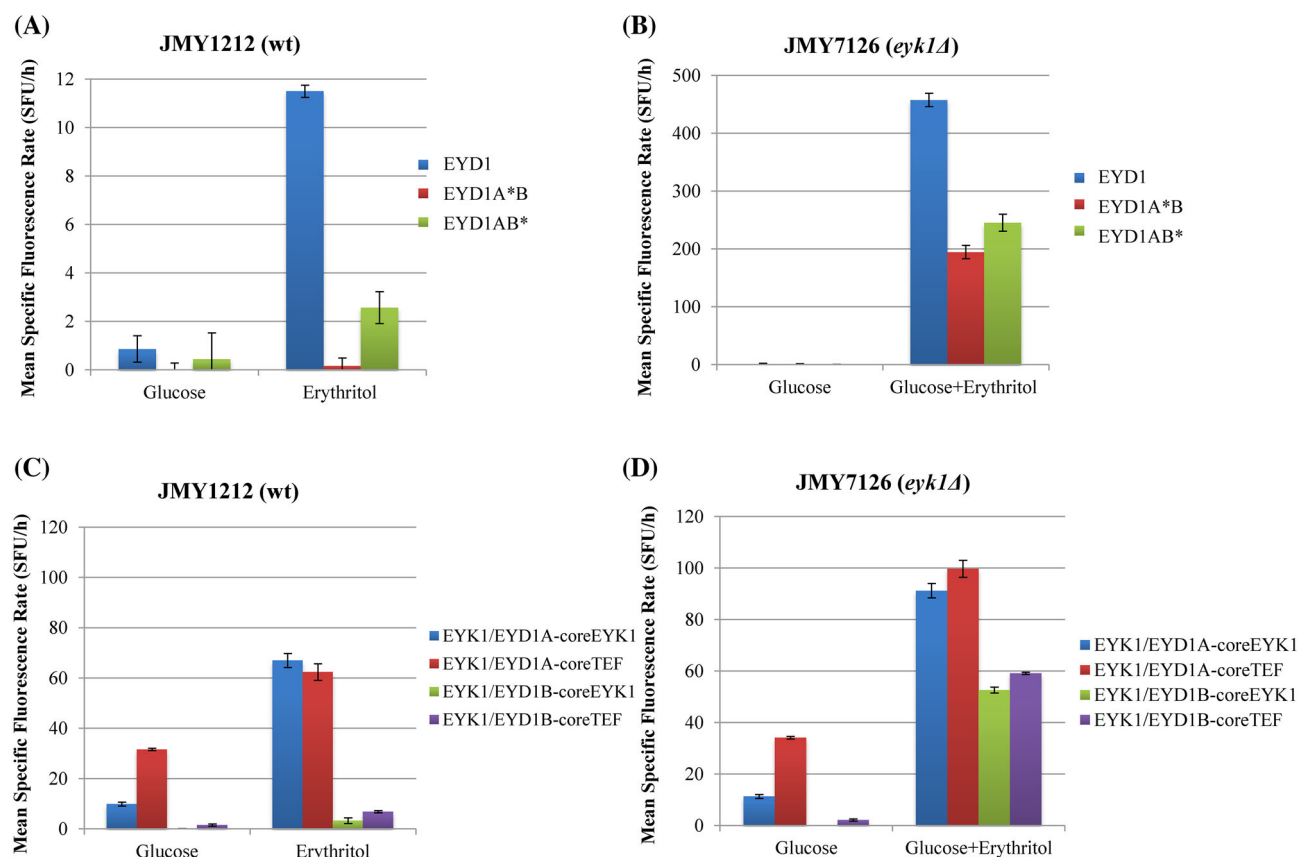 (A)
JMY1212 (wt)
Mean Specific Fluorescence Rate (SFU/h)
12
10
8
6
4
2
0
Glucose
Erythritol
EYD1
EYD1A*B
EYD1AB*
(B)
JMY7126 (eyk1Δ)
Mean Specific Fluorescence Rate (SFU/h)
500
400
300
200
100
0
Glucose
Glucose+Erythritol
EYD1
EYD1A*B
EYD1AB*
(C)
JMY1212 (wt)
Mean Specific Fluorescence Rate (SFU/h)
120
100
80
60
40
20
0
Glucose
Erythritol
EYK1/EYD1A-coreEYK1
EYK1/EYD1A-coreTEF
EYK1/EYD1B-coreEYK1
EYK1/EYD1B-coreTEF
(D)
JMY7126 (eyk1Δ)
Mean Specific Fluorescence Rate (SFU/h)
120
100
80
60
40
20
0
Glucose
Glucose+Erythritol
EYK1/EYD1A-coreEYK1
EYK1/EYD1A-coreTEF
EYK1/EYD1B-coreEYK1
EYK1/EYD1B-coreTEF